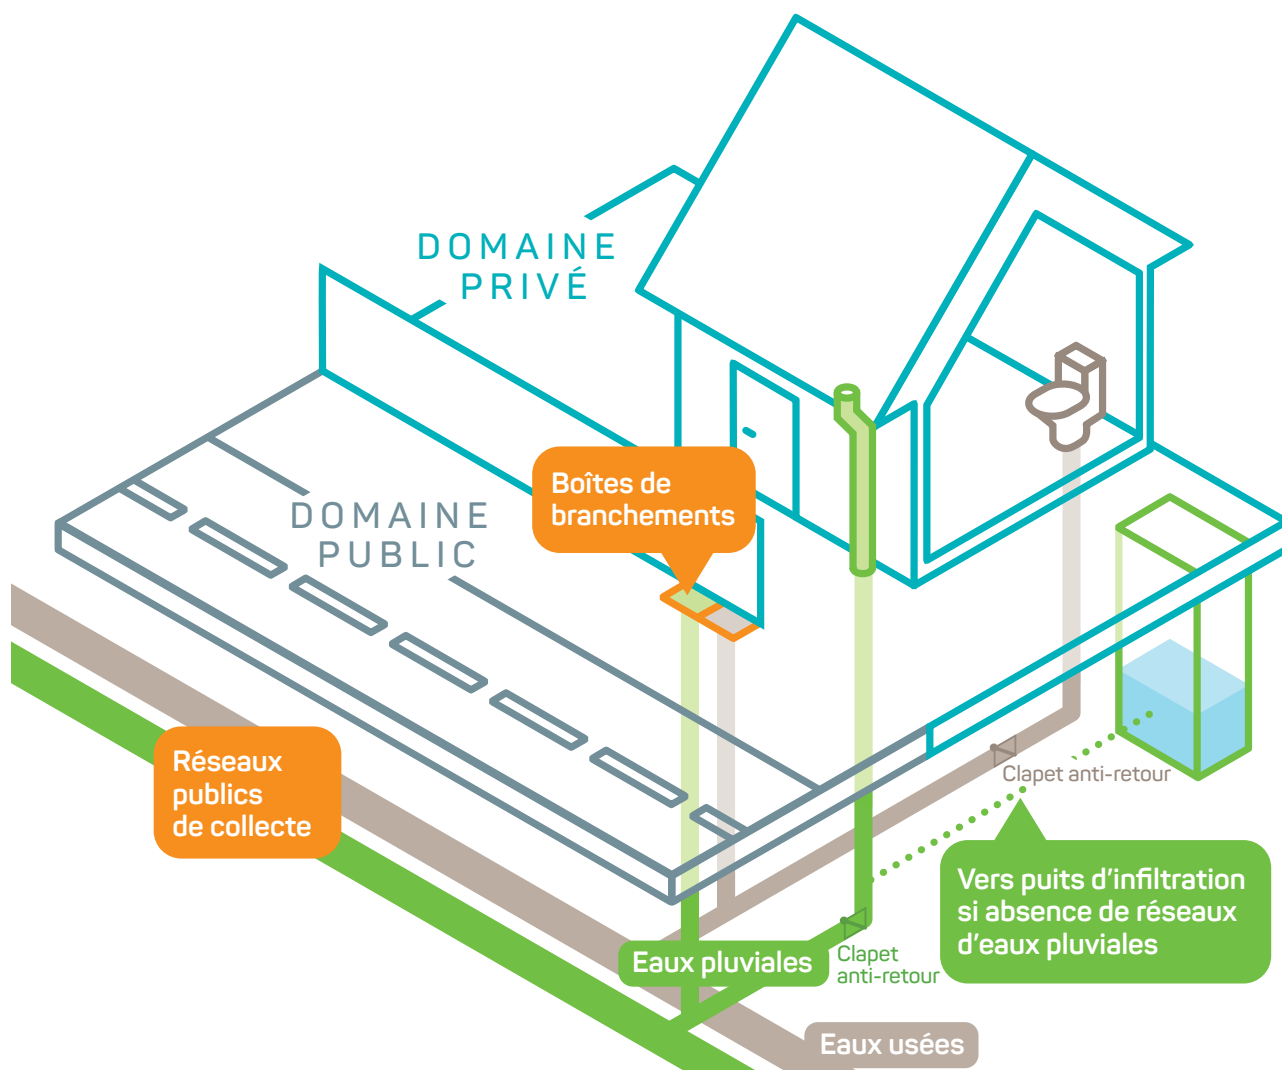 DOMAINE
PRIVÉ
Boîtes de
branchements
DOMAINE
PUBLIC
Réseaux
publics
de collecte
Clapet anti-retour
Vers puits d'infiltration
si absence de réseaux
d'eaux pluviales
Eaux pluviales
Clapet
anti-retour
Eaux usées